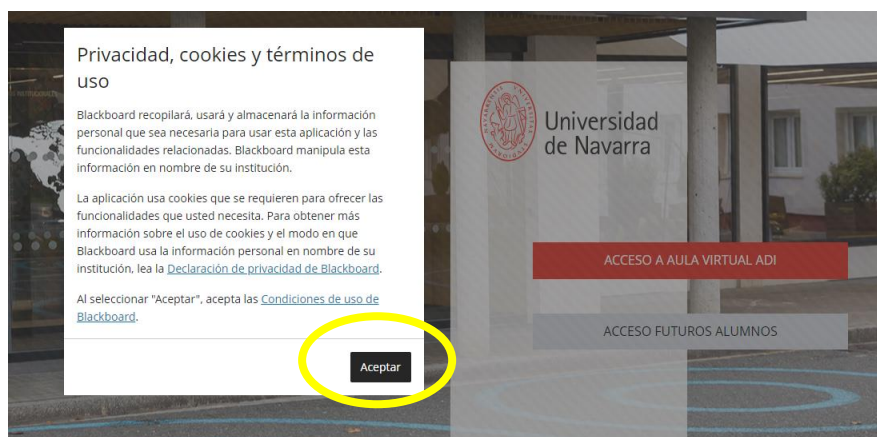 Privacidad, cookies y términos de
uso
Blackboard recopilará, usará y almacenará la información
personal que sea necesaria para usar esta aplicación y las
funcionalidades relacionadas. Blackboard manipula esta
información en nombre de su institución.
La aplicación usa cookies que se requieren para ofrecer las
funcionalidades que usted necesita. Para obtener más
información sobre el uso de cookies y el modo en que
Blackboard usa la información personal en nombre de su
institución, lea la Declaración de privacidad de Blackboard.
Al seleccionar "Aceptar", acepta las Condiciones de uso de
Blackboard.
Aceptar
Universidad
de Navarra
ACCESO A AULA VIRTUAL ADI
ACCESO FUTUROS ALUMNOS